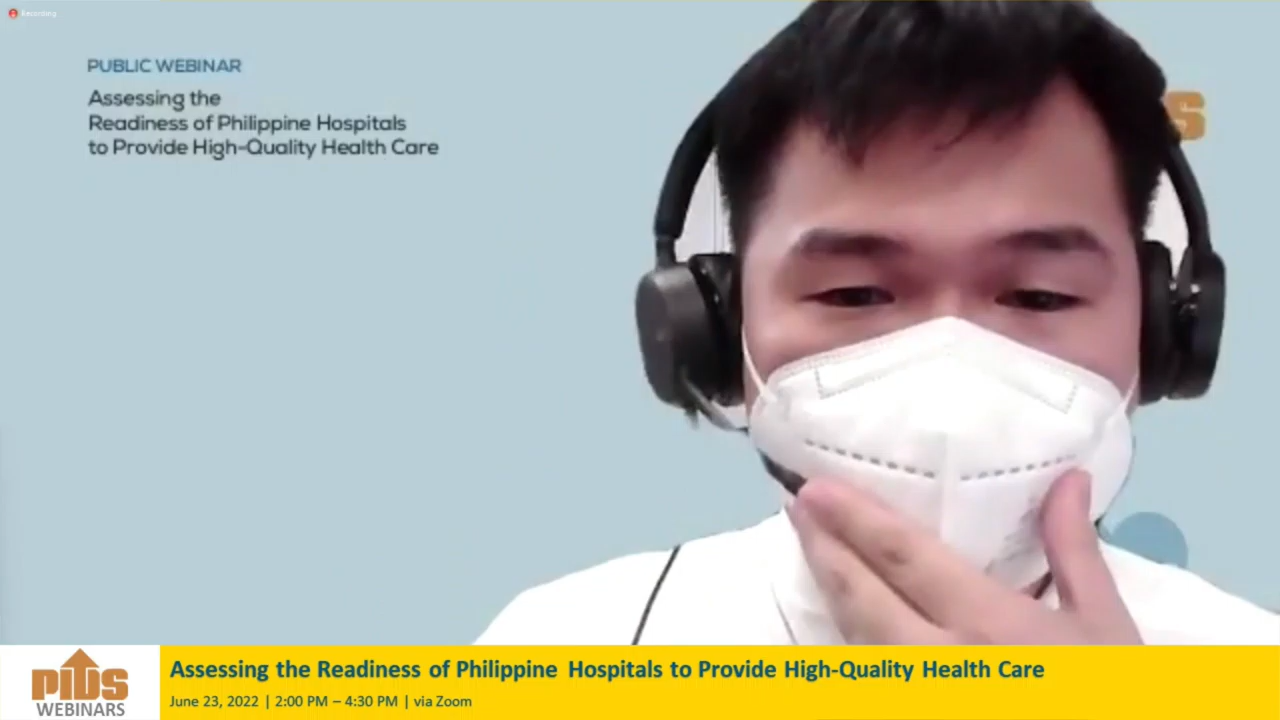 Recording
PUBLIC WEBINAR
Assessing the
Readiness of Philippine Hospitals
to Provide High-Quality Health Care
S
PIDS
WEBINARS
Assessing the Readiness of Philippine Hospitals to Provide High-Quality Health Care
June 23, 2022 | 2:00 PM – 4:30 PM | via Zoom